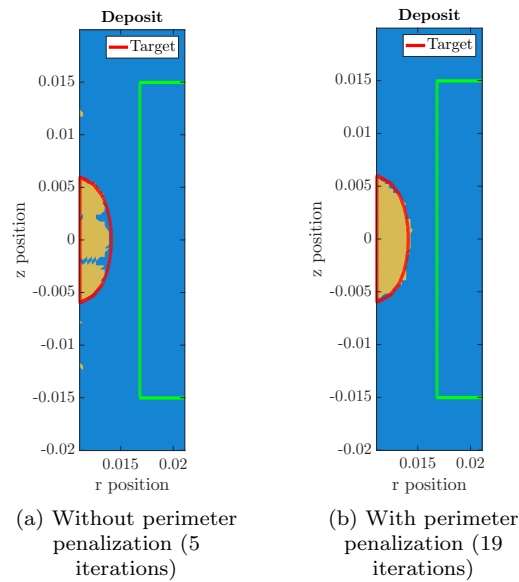 Deposit
Target
0.015
0.01
0.005
0
-0.005
-0.01
-0.015
-0.02
z position
0.015 0.02
r position
(a) Without perimeter
penalization (5
iterations)
Deposit
Target
0.015
0.01
0.005
0
-0.005
-0.01
-0.015
-0.02
z position
0.015 0.02
r position
(b) With perimeter
penalization (19
iterations)